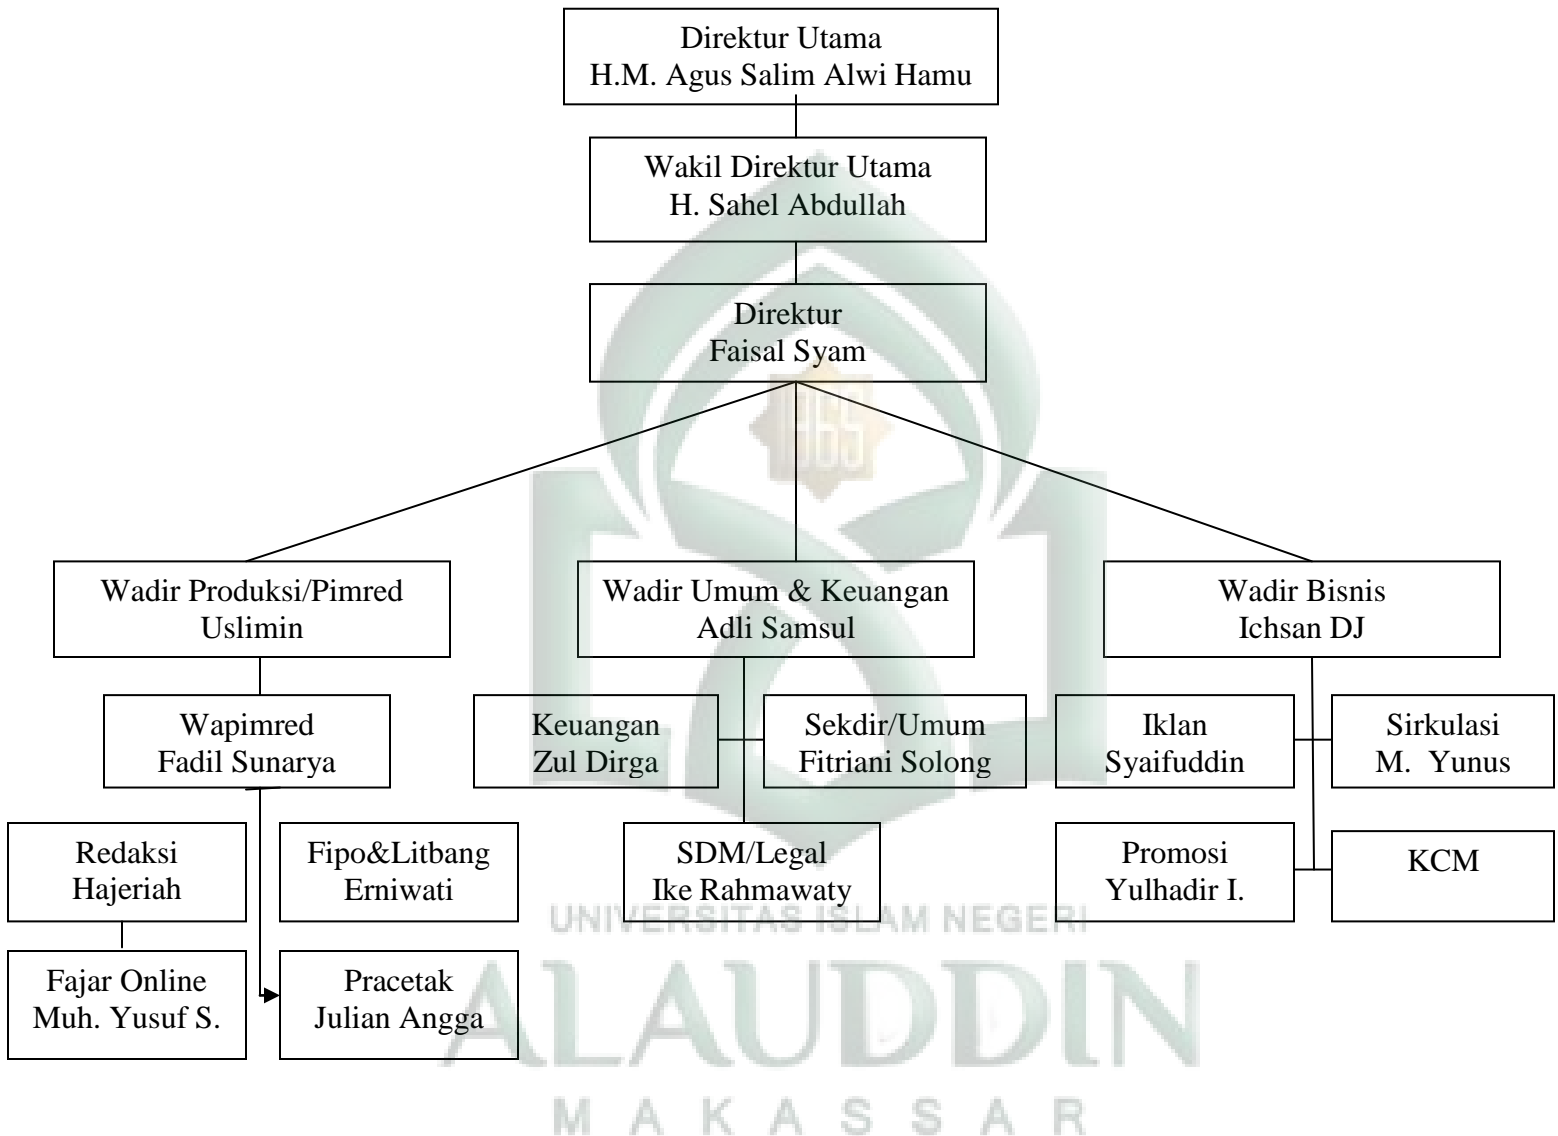 Direktur Utama
H.M. Agus Salim Alwi Hamu
Wakil Direktur Utama
H. Sahel Abdullah
Direktur
Faisal Syam
1965
Wadir Produksi/Pimred
Uslimin
Wadir Umum & Keuangan
Adli Samsul
Wadir Bisnis
Ichsan DJ
Wapimred
Fadil Sunarya
Keuangan
Zul Dirga
Sekdir/Umum
Fitriani Solong
Iklan
Syaifuddin
Sirkulasi
M. Yunus
Redaksi
Hajeriah
Fipo&Litbang
Erniwati
SDM/Legal
Ike Rahmawaty
Promosi
Yulhadir I.
KCM
Fajar Online
Muh. Yusuf S.
Pracetak
Julian Angga
UNIVERSITAS ISLAM NEGERI
ALAUDDIN
MAKASSAR